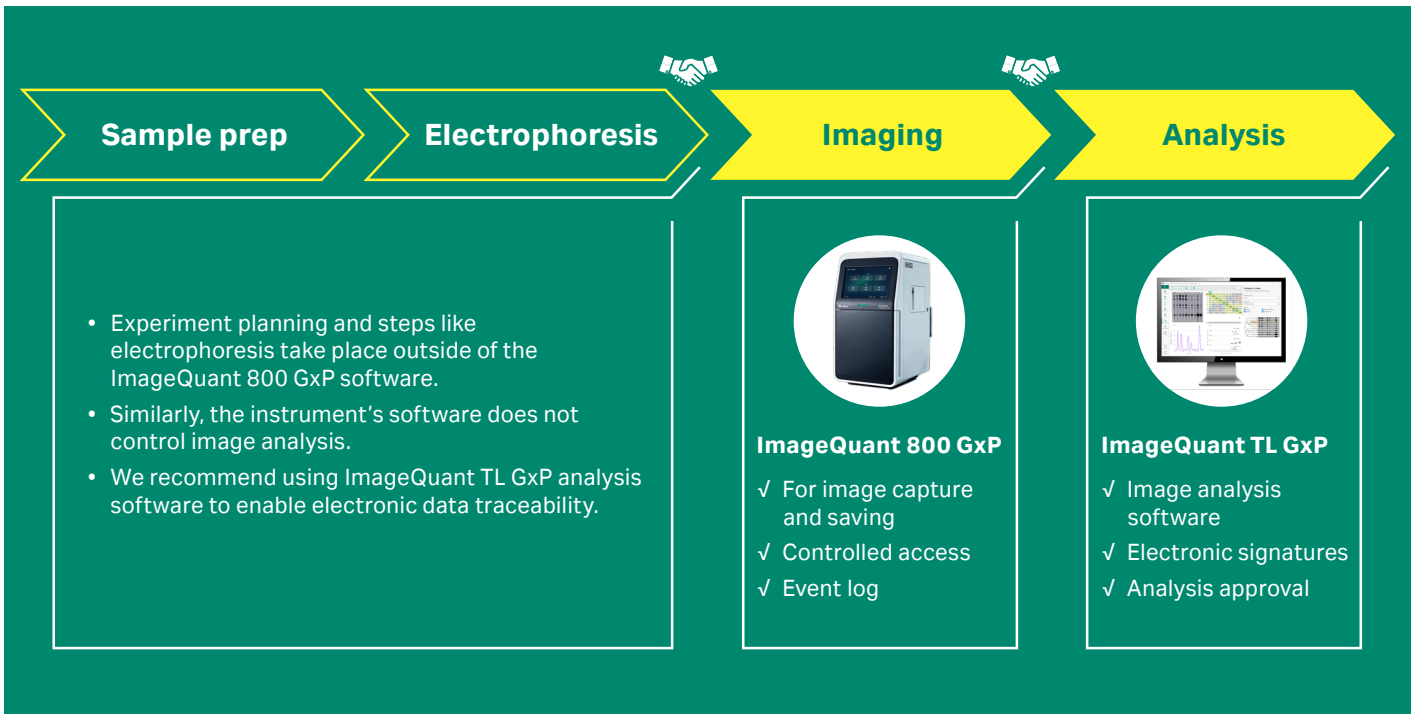 Sample prep
Electrophoresis
Imaging
Analysis
• Experiment planning and steps like
electrophoresis take place outside of the
ImageQuant 800 GxP software.
• Similarly, the instrument’s software does not
control image analysis.
• We recommend using ImageQuant TL GxP analysis
software to enable electronic data traceability.
ImageQuant 800 GxP
√ For image capture
and saving
√ Controlled access
√ Event log
ImageQuant TL GxP
√ Image analysis
software
√ Electronic signatures
√ Analysis approval